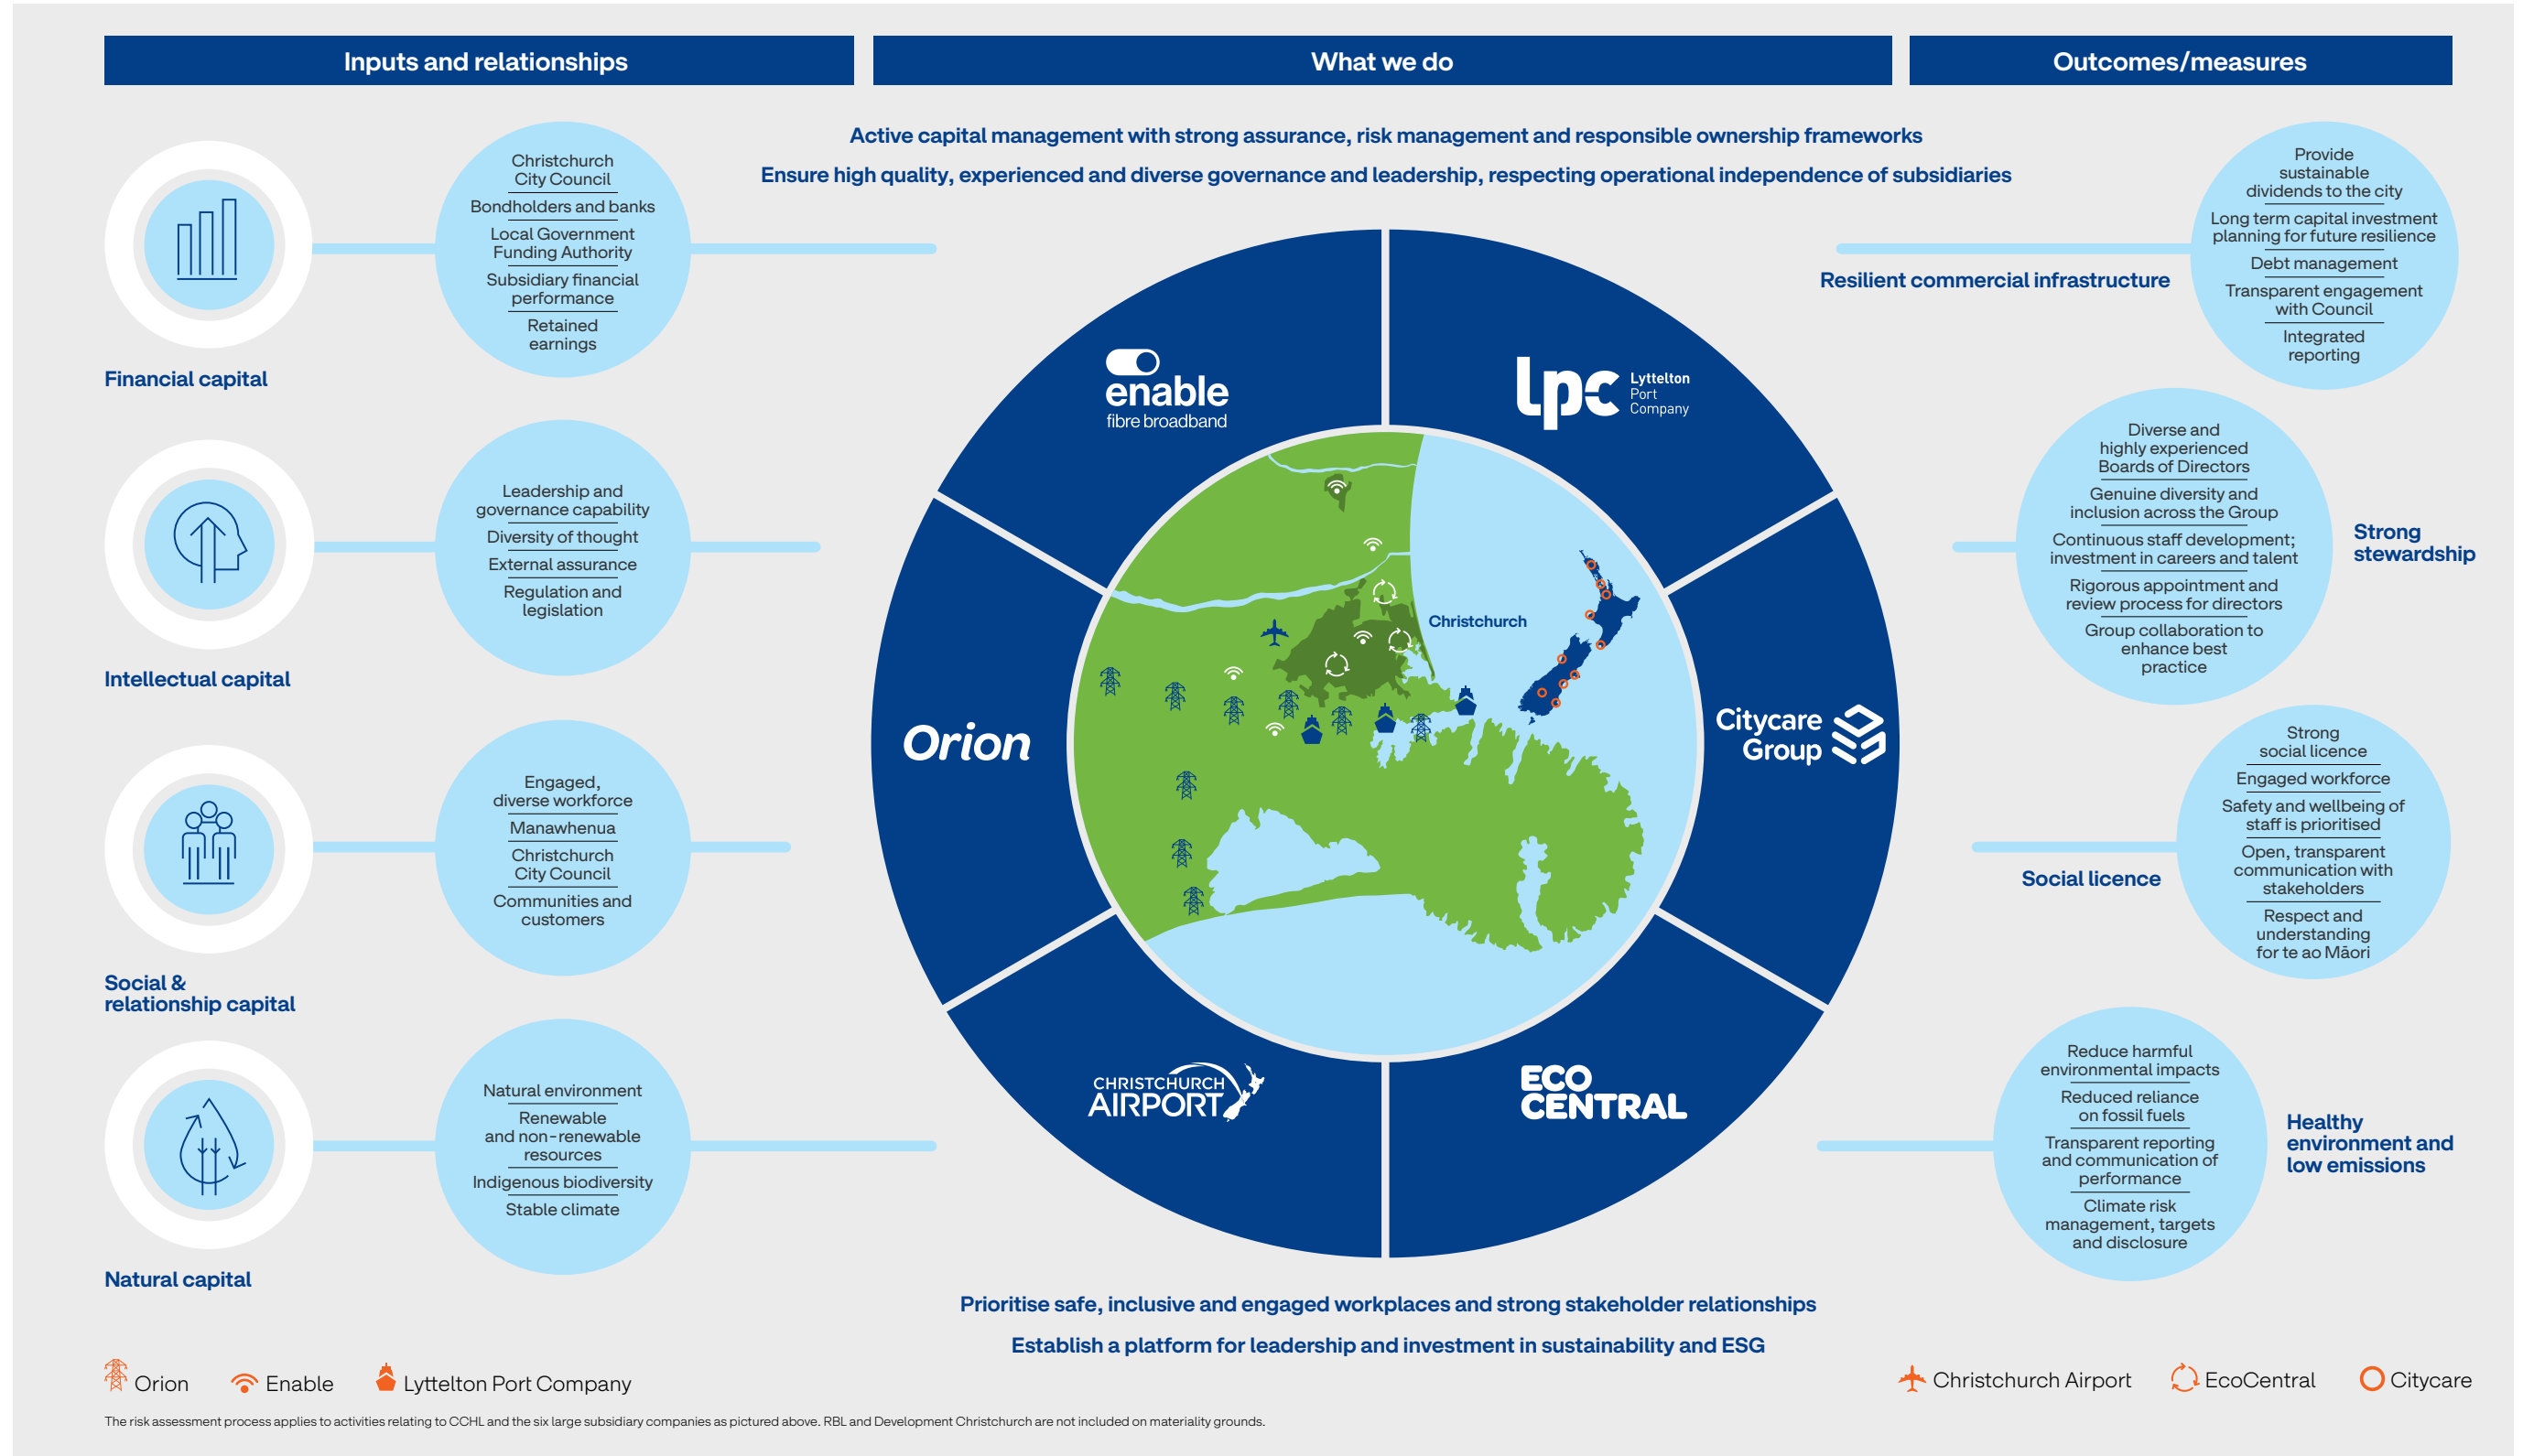 Inputs and relationships
What we do
Outcomes/measures
Active capital management with strong assurance, risk management and responsible ownership frameworks
Ensure high quality, experienced and diverse governance and leadership, respecting operational independence of subsidiaries
Christchurch
City Council
Bondholders and banks
Local Government
Funding Authority
Subsidiary financial
performance
Retained
earnings
Financial capital
Leadership and
governance capability
Diversity of thought
External assurance
Regulation and
legislation
Intellectual capital
Engaged,
diverse workforce
Manawhenua
Christchurch
City Council
Communities and
customers
Social &
relationship capital
Natural environment
Renewable
and non-renewable
resources
Indigenous biodiversity
Stable climate
Natural capital
enable
fibre broadband
lpc
Lyttelton
Port
Company
Orion
Christchurch
Citycare
Group
CHRISTCHURCH
AIRPORT
ECO
CENTRAL
Provide
sustainable
dividends to the city
Long term capital investment
planning for future resilience
Debt management
Transparent engagement
with Council
Integrated
reporting
Resilient commercial infrastructure
Diverse and
highly experienced
Boards of Directors
Genuine diversity and
inclusion across the Group
Continuous staff development;
investment in careers and talent
Rigorous appointment and
review process for directors
Group collaboration to
enhance best
practice
Strong
stewardship
Strong
social licence
Engaged workforce
Safety and wellbeing of
staff is prioritised
Open, transparent
communication with
stakeholders
Respect and
understanding
for te ao Māori
Social licence
Reduce harmful
environmental impacts
Reduced reliance
on fossil fuels
Transparent reporting
and communication of
performance
Climate risk
management, targets
and disclosure
Healthy
environment and
low emissions
Prioritise safe, inclusive and engaged workplaces and strong stakeholder relationships
Establish a platform for leadership and investment in sustainability and ESG
Orion
Enable
Lyttelton Port Company
Christchurch Airport
EcoCentral
Citycare
The risk assessment process applies to activities relating to CCHL and the six large subsidiary companies as pictured above. RBL and Development Christchurch are not included on materiality grounds.